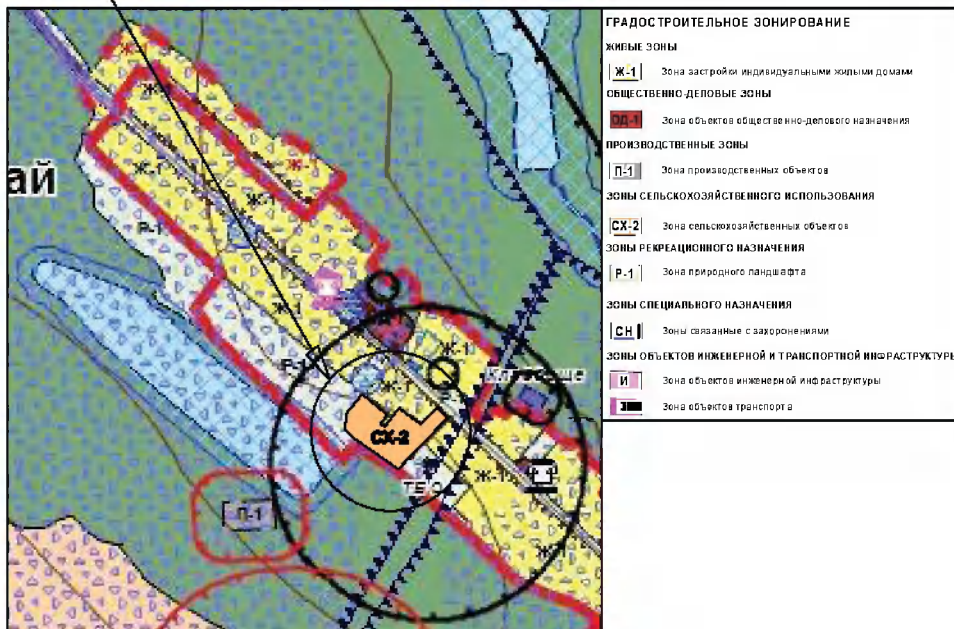 ГРАДОСТРОИТЕЛЬНОЕ ЗОНИРОВАНИЕ
ЖИЛЫЕ ЗОНЫ
Ж-1 Зона застройки индивидуальными жилыми домами
ОБЩЕСТВЕННО-ДЕЛОВЫЕ ЗОНЫ
ОД-1 Зона объектов общественно-делового назначения
ПРОИЗВОДСТВЕННЫЕ ЗОНЫ
П-1 Зона производственных объектов
ЗОНЫ СЕЛЬСКОХОЗЯЙСТВЕННОГО ИСПОЛЬЗОВАНИЯ
СХ-2 Зона сельскохозяйственных объектов
ЗОНЫ РЕКРЕАЦИОННОГО НАЗНАЧЕНИЯ
Р-1 Зона природного ландшафта
ЗОНЫ СПЕЦИАЛЬНОГО НАЗНАЧЕНИЯ
СН Зоны связанные с захоронениями
ЗОНЫ ОБЪЕКТОВ ИНЖЕНЕРНОЙ И ТРАНСПОРТНОЙ ИНФРАСТРУКТУРЫ
И Зона объектов инженерной инфраструктуры
Зона объектов транспорта
Ж-1
Ж-1
Ж-1
Ж-1
Ж-1
ай
Р-1
Ж-1
Р-1
Ж-1
Ж-1
СХ-2
Ж-1
П-1
Ж-1